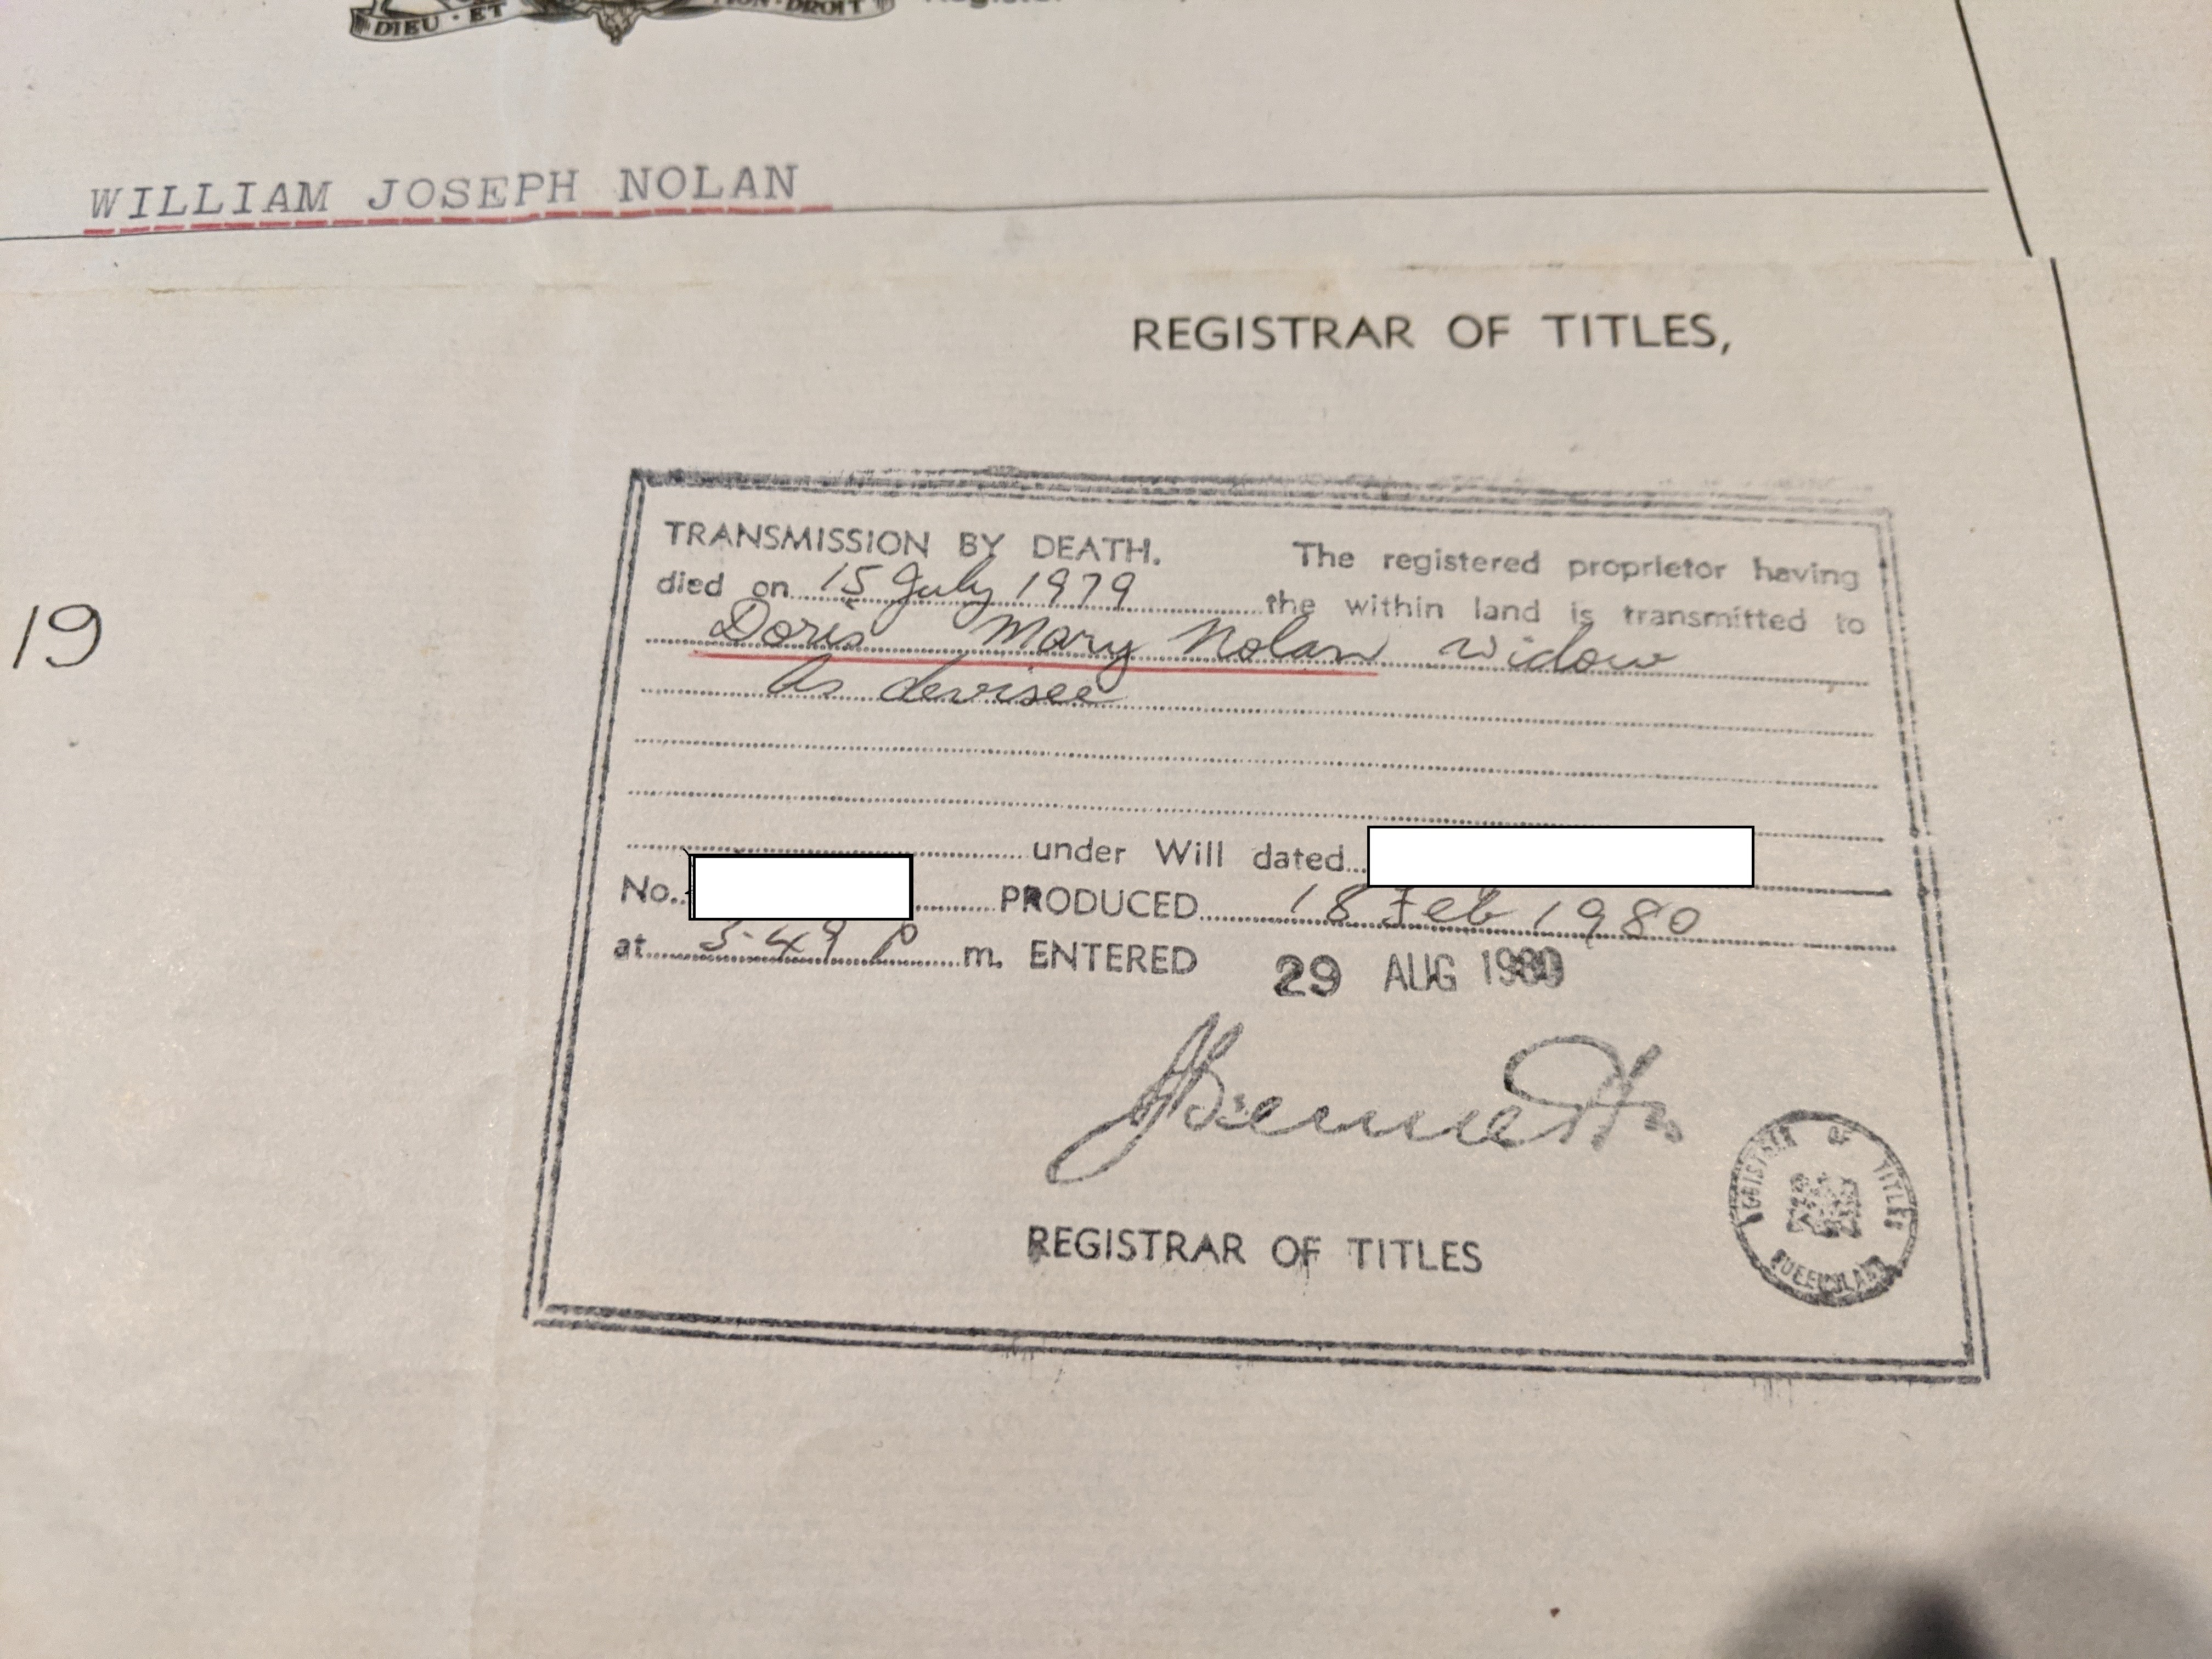 DIEU · ET MON · DROIT
WILLIAM JOSEPH NOLAN
REGISTRAR OF TITLES,
19
TRANSMISSION BY DEATH. The registered proprietor having
died on 15 July 1979 the within land is transmitted to
Doris Mary Nolan widow
As devisee
under Will dated
No. PRODUCED 18 Feb 1980
at 3-49 P m. ENTERED 29 AUG 1980
REGISTRAR OF TITLES
REGISTRAR OF TITLES
QUEENSLAND